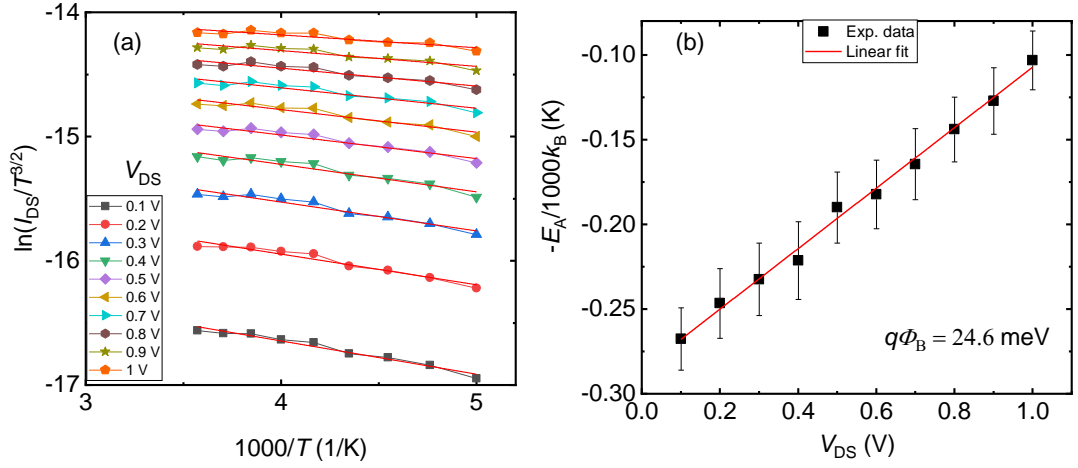 (a)
ln(I_DS/T^3/2)
-14
-15
-16
-17
V_DS
0.1 V
0.2 V
0.3 V
0.4 V
0.5 V
0.6 V
0.7 V
0.8 V
0.9 V
1 V
3
4
5
1000/T (1/K)
(b)
Exp. data
Linear fit
-E_A/1000k_B (K)
-0.10
-0.15
-0.20
-0.25
-0.30
qΦ_B = 24.6 meV
0.0
0.2
0.4
0.6
0.8
1.0
V_DS (V)